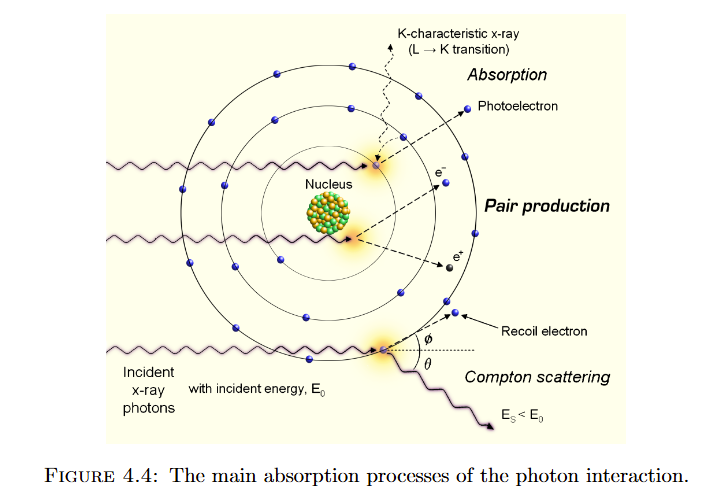 K-characteristic x-ray
(L → K transition)
Absorption
Photoelectron
e⁻
Nucleus
Pair production
e⁺
Recoil electron
ϕ
θ
Incident
x-ray
photons
with incident energy, E₀
Compton scattering
Eₛ < E₀
FIGURE 4.4: The main absorption processes of the photon interaction.